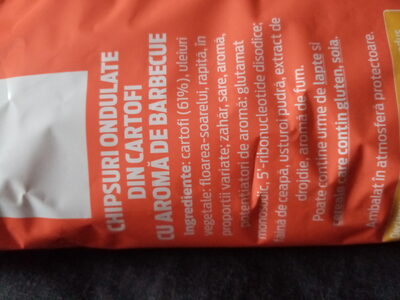 CHIPSURI ONDULATE
DIN CARTOFI
CU AROMĂ DE BARBECUE
Ingrediente: cartofi (61%), uleiuri
vegetale: floarea-soarelui, rapiță, în
proporții variate; zahăr, sare, aromă,
potențiatori de aromă: glutamat
monosodic, 5'-ribonucleotide disodice;
făină de ceapă, usturoi pudră, extract de
drojdie, aromă de fum.
Poate conține urme de lapte și
cereale care conțin gluten, soia.
Ambalat în atmosferă protectoare.